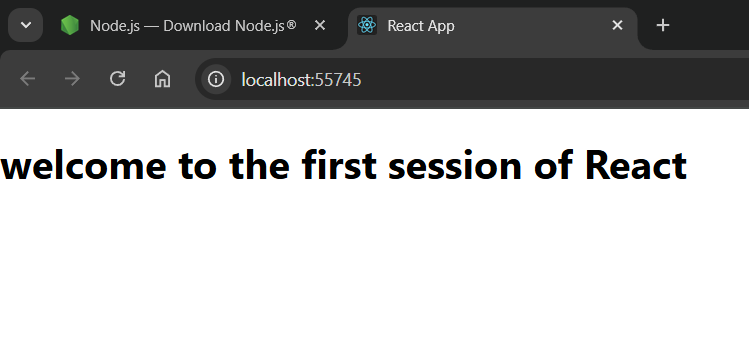 Node.js — Download Node.js®
React App
localhost:55745
welcome to the first session of React